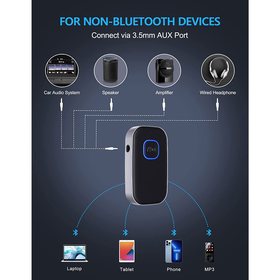 FOR NON-BLUETOOTH DEVICES
Connect via 3.5mm AUX Port
Car Audio System
Speaker
Amplifier
Wired Headphone
Laptop
Tablet
Phone
MP3